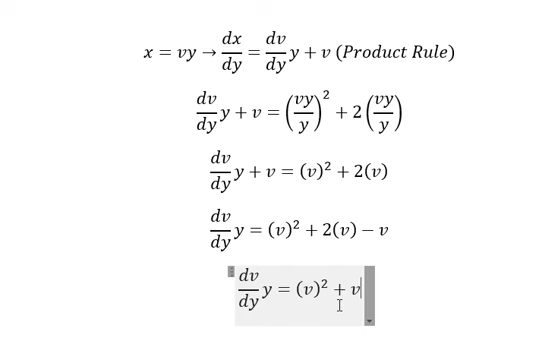 x = vy → dx/dy = dv/dy y + v (Product Rule)
dv/dy y + v = (vy/y)² + 2(vy/y)
dv/dy y + v = (v)² + 2(v)
dv/dy y = (v)² + 2(v) − v
dv/dy y = (v)² + v